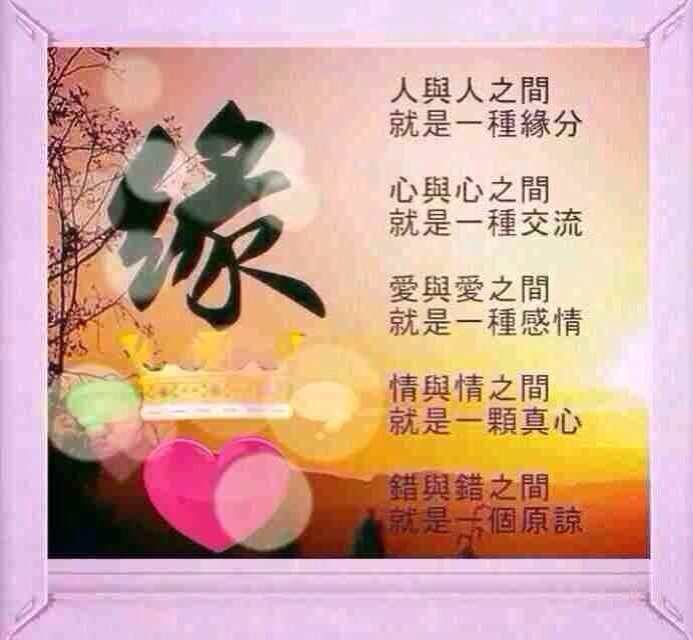 緣
人與人之間
就是一種緣分
心與心之間
就是一種交流
愛與愛之間
就是一種感情
情與情之間
就是一顆真心
錯與錯之間
就是一個原諒